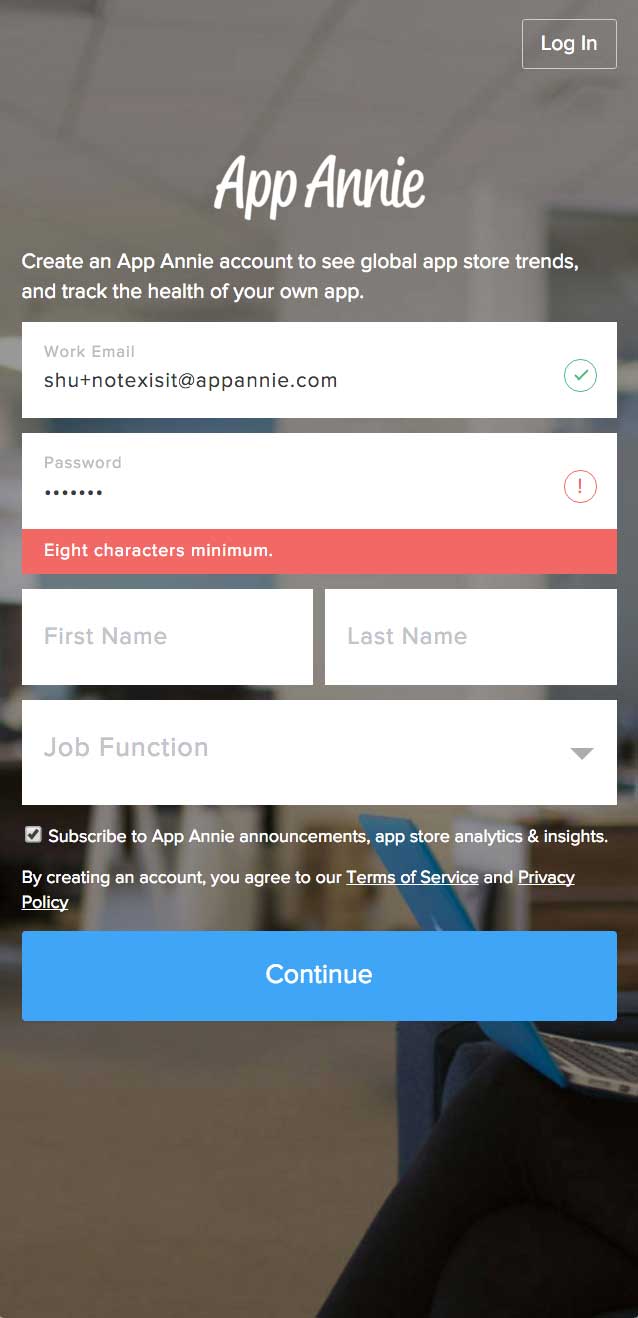 Log In
App Annie
Create an App Annie account to see global app store trends,
and track the health of your own app.
Work Email
shu+notexisit@appannie.com
Password
•••••••
!
Eight characters minimum.
First Name
Last Name
Job Function
Subscribe to App Annie announcements, app store analytics & insights.
By creating an account, you agree to our Terms of Service and Privacy
Policy
Continue